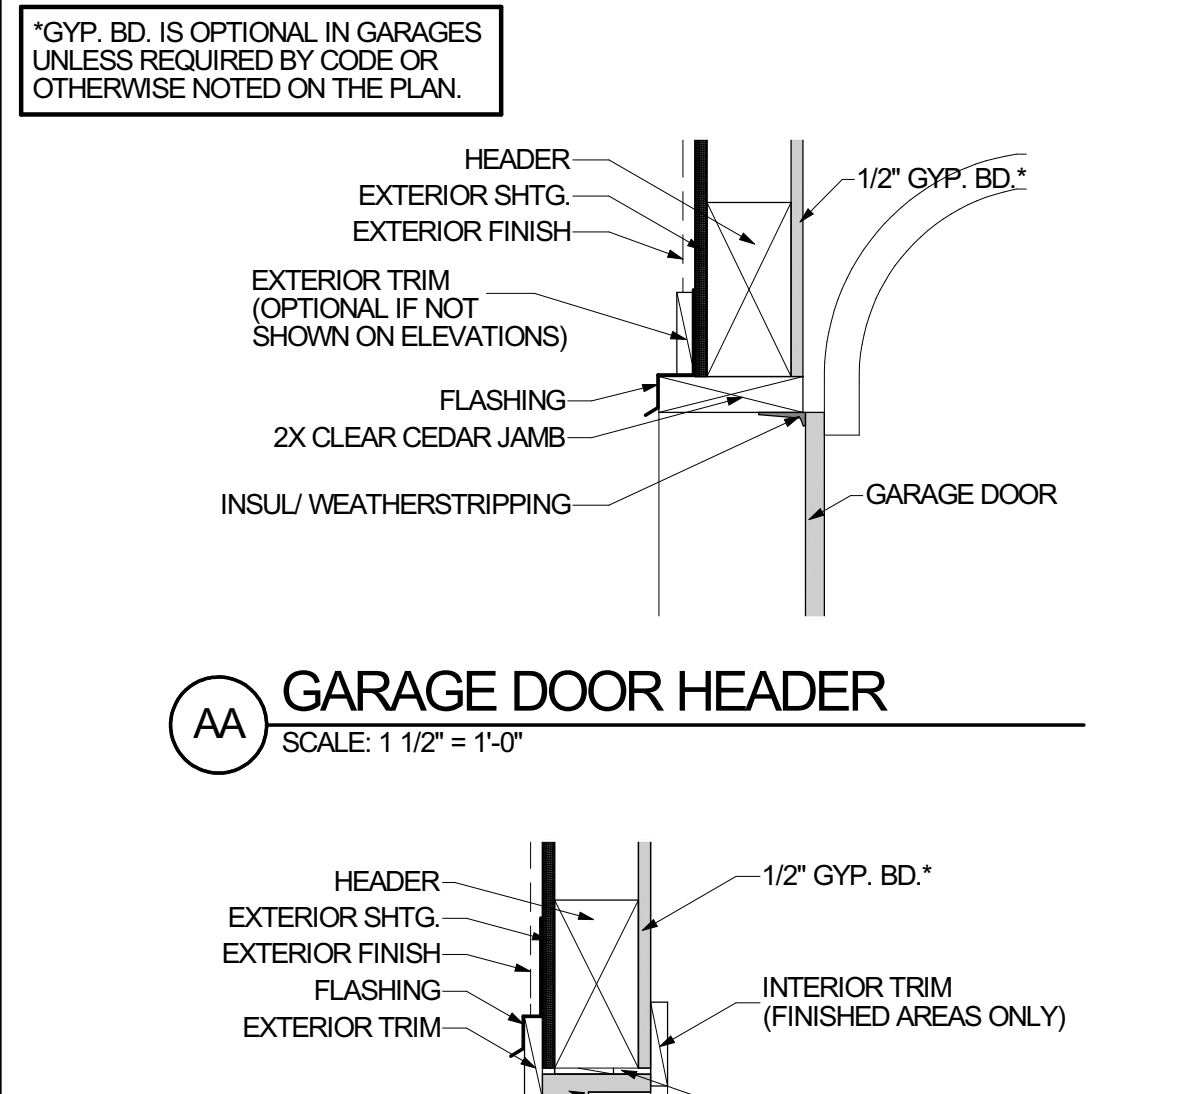 *GYP. BD. IS OPTIONAL IN GARAGES
UNLESS REQUIRED BY CODE OR
OTHERWISE NOTED ON THE PLAN.
HEADER
EXTERIOR SHTG.
EXTERIOR FINISH
EXTERIOR TRIM
(OPTIONAL IF NOT
SHOWN ON ELEVATIONS)
FLASHING
2X CLEAR CEDAR JAMB
INSUL/ WEATHERSTRIPPING
1/2" GYP. BD.*
GARAGE DOOR
AA
GARAGE DOOR HEADER
SCALE: 1 1/2" = 1'-0"
HEADER
EXTERIOR SHTG.
EXTERIOR FINISH
FLASHING
EXTERIOR TRIM
1/2" GYP. BD.*
INTERIOR TRIM
(FINISHED AREAS ONLY)